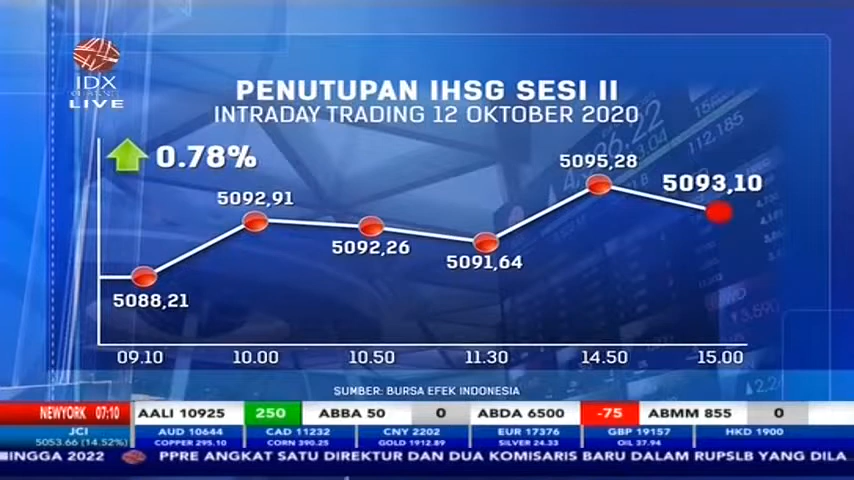 IDX
CHANNEL
LIVE
PENUTUPAN IHSG SESI II
INTRADAY TRADING 12 OKTOBER 2020
0.78%
5095,28
5093,10
5092,91
5092,26
5091,64
5088,21
09.10 10.00 10.50 11.30 14.50 15.00
SUMBER: BURSA EFEK INDONESIA
NEWYORK 07:10 AALI 10925 250 ABBA 50 0 ABDA 6500 -75 ABMM 855 0
JCI AUD 10644 CAD 11232 CNY 2202 EUR 17376 GBP 19157 HKD 1900
5053.66 (14.52%) COPPER 295.10 CORN 390.25 GOLD 1912.89 SILVER 24.33 OIL 37.94
INGGA 2022 PPRE ANGKAT SATU DIREKTUR DAN DUA KOMISARIS BARU DALAM RUPSLB YANG DILA